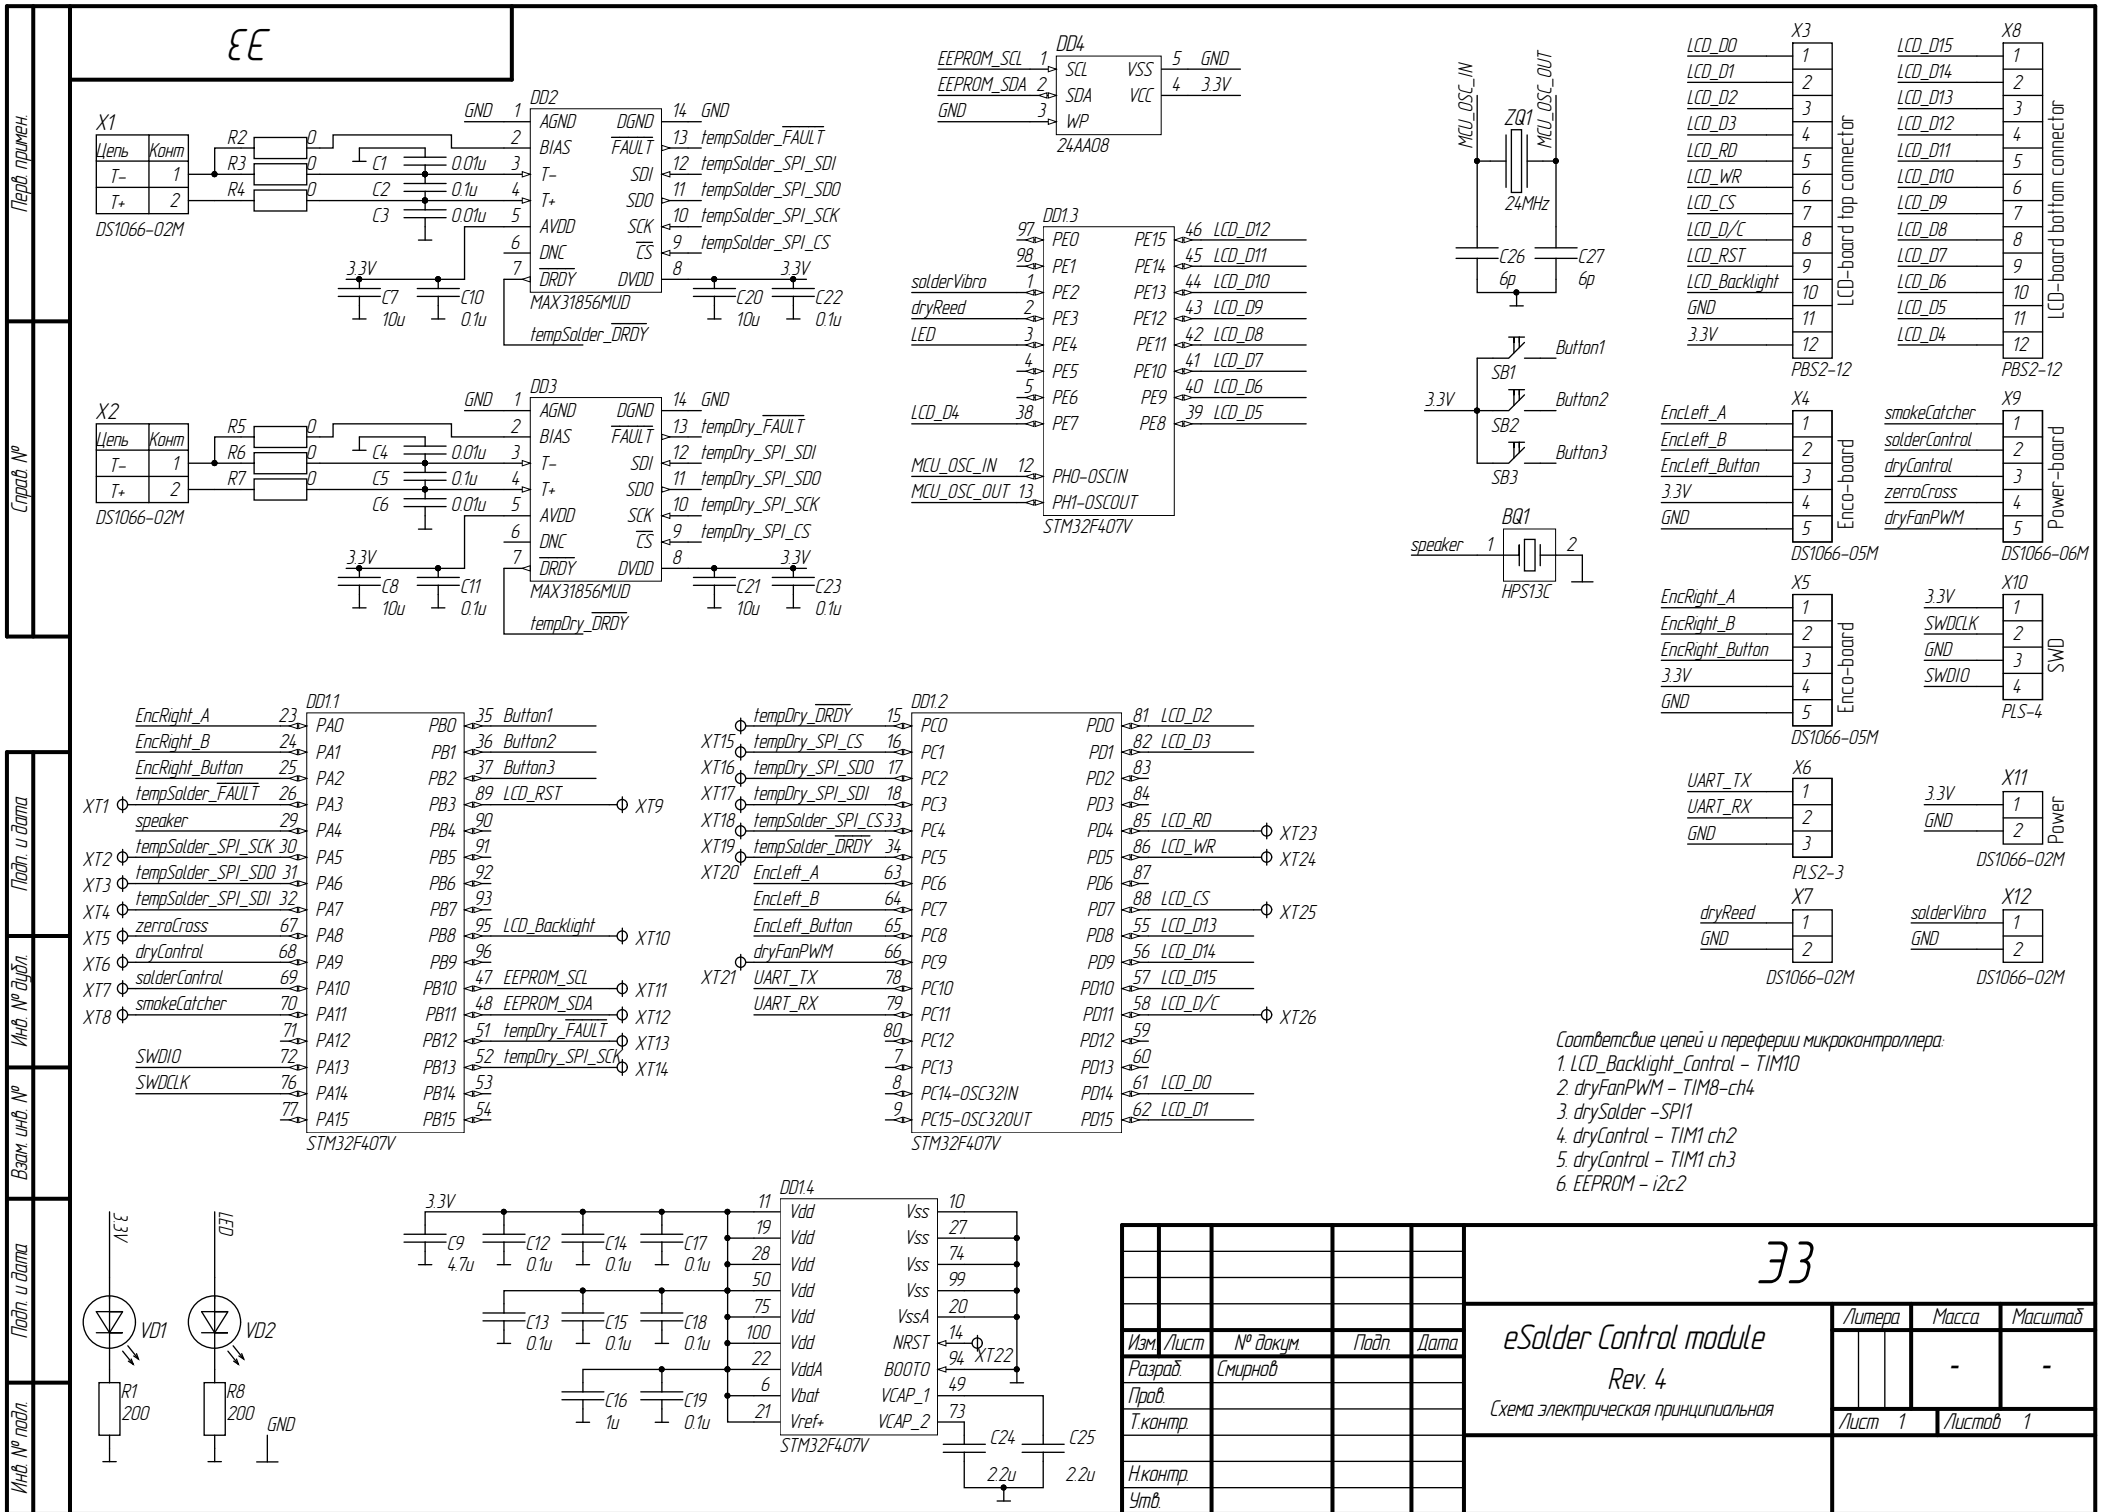 ЭЗ
Перв. примен.
Справ. №
Подп. и дата
Инв. № дубл.
Взам. инв. №
Подп. и дата
Инв. № подл.
X1
Цепь Конт
T- 1
T+ 2
DS1066-02M
R2 0
R3 0
R4 0
C1 0.01u
C2 0.1u
C3 0.01u
3.3V
C7 10u
C10 0.1u
DD2
GND 1 AGND DGND 14 GND
2 BIAS FAULT 13 tempSolder_FAULT
3 T- SDI 12 tempSolder_SPI_SDI
4 T+ SDO 11 tempSolder_SPI_SDO
5 AVDD SCK 10 tempSolder_SPI_SCK
6 DNC CS 9 tempSolder_SPI_CS
7 DRDY DVDD 8 3.3V
MAX31856MUD
C20 10u
C22 0.1u
tempSolder_DRDY
X2
Цепь Конт
T- 1
T+ 2
DS1066-02M
R5 0
R6 0
R7 0
C4 0.01u
C5 0.1u
C6 0.01u
3.3V
C8 10u
C11 0.1u
DD3
GND 1 AGND DGND 14 GND
2 BIAS FAULT 13 tempDry_FAULT
3 T- SDI 12 tempDry_SPI_SDI
4 T+ SDO 11 tempDry_SPI_SDO
5 AVDD SCK 10 tempDry_SPI_SCK
6 DNC CS 9 tempDry_SPI_CS
7 DRDY DVDD 8 3.3V
MAX31856MUD
C21 10u
C23 0.1u
tempDry_DRDY
DD4
EEPROM_SCL 1 SCL VSS 5 GND
EEPROM_SDA 2 SDA VCC 4 3.3V
GND 3 WP
24AA08
DD1.3
97 PE0 PE15 46 LCD_D12
98 PE1 PE14 45 LCD_D11
solderVibro 1 PE2 PE13 44 LCD_D10
dryReed 2 PE3 PE12 43 LCD_D9
LED 3 PE4 PE11 42 LCD_D8
4 PE5 PE10 41 LCD_D7
5 PE6 PE9 40 LCD_D6
LCD_D4 38 PE7 PE8 39 LCD_D5
MCU_OSC_IN 12 PH0-OSCIN
MCU_OSC_OUT 13 PH1-OSCOUT
STM32F407V
MCU_OSC_IN
MCU_OSC_OUT
ZQ1
24MHz
C26 6p
C27 6p
3.3V
SB1 Button1
SB2 Button2
SB3 Button3
BQ1
speaker 1 2
HPS13C
X3
LCD_D0 1
LCD_D1 2
LCD_D2 3
LCD_D3 4
LCD_RD 5
LCD_WR 6
LCD_CS 7
LCD_D/C 8
LCD_RST 9
LCD_Backlight 10
GND 11
3.3V 12
PBS2-12
LCD-board top connector
X8
LCD_D15 1
LCD_D14 2
LCD_D13 3
LCD_D12 4
LCD_D11 5
LCD_D10 6
LCD_D9 7
LCD_D8 8
LCD_D7 9
LCD_D6 10
LCD_D5 11
LCD_D4 12
PBS2-12
LCD-board bottom connector
X4
EncLeft_A 1
EncLeft_B 2
EncLeft_Button 3
3.3V 4
GND 5
DS1066-05M
Enco-board
X9
smokeCatcher 1
solderControl 2
dryControl 3
zerroCross 4
dryFanPWM 5
DS1066-06M
Power-board
X5
EncRight_A 1
EncRight_B 2
EncRight_Button 3
3.3V 4
GND 5
DS1066-05M
Enco-board
X10
3.3V 1
SWDCLK 2
GND 3
SWDIO 4
PLS-4
SWD
X6
UART_TX 1
UART_RX 2
GND 3
PLS2-3
X11
3.3V 1
GND 2
DS1066-02M
Power
X7
dryReed 1
GND 2
DS1066-02M
X12
solderVibro 1
GND 2
DS1066-02M
DD1.1
EncRight_A 23 PA0 PB0 35 Button1
EncRight_B 24 PA1 PB1 36 Button2
EncRight_Button 25 PA2 PB2 37 Button3
XT1 tempSolder_FAULT 26 PA3 PB3 89 LCD_RST XT9
speaker 29 PA4 PB4 90
XT2 tempSolder_SPI_SCK 30 PA5 PB5 91
XT3 tempSolder_SPI_SDO 31 PA6 PB6 92
XT4 tempSolder_SPI_SDI 32 PA7 PB7 93
XT5 zerroCross 67 PA8 PB8 95 LCD_Backlight XT10
XT6 dryControl 68 PA9 PB9 96
XT7 solderControl 69 PA10 PB10 47 EEPROM_SCL XT11
XT8 smokeCatcher 70 PA11 PB11 48 EEPROM_SDA XT12
71 PA12 PB12 51 tempDry_FAULT XT13
SWDIO 72 PA13 PB13 52 tempDry_SPI_SCK XT14
SWDCLK 76 PA14 PB14 53
77 PA15 PB15 54
STM32F407V
DD1.2
XT15 tempDry_DRDY 15 PC0 PD0 81 LCD_D2
XT16 tempDry_SPI_CS 16 PC1 PD1 82 LCD_D3
XT17 tempDry_SPI_SDO 17 PC2 PD2 83
XT18 tempDry_SPI_SDI 18 PC3 PD3 84
XT19 tempSolder_SPI_CS 33 PC4 PD4 85 LCD_RD XT23
XT20 tempSolder_DRDY 34 PC5 PD5 86 LCD_WR XT24
EncLeft_A 63 PC6 PD6 87
EncLeft_B 64 PC7 PD7 88 LCD_CS XT25
EncLeft_Button 65 PC8 PD8 55 LCD_D13
XT21 dryFanPWM 66 PC9 PD9 56 LCD_D14
UART_TX 78 PC10 PD10 57 LCD_D15
UART_RX 79 PC11 PD11 58 LCD_D/C XT26
80 PC12 PD12 59
7 PC13 PD13 60
8 PC14-OSC32IN PD14 61 LCD_D0
9 PC15-OSC32OUT PD15 62 LCD_D1
STM32F407V
Соответсвие цепей и переферии микроконтроллера:
1. LCD_Backlight_Control - TIM10
2. dryFanPWM - TIM8-ch4
3. drySolder -SPI1
4. dryControl - TIM1 ch2
5. dryControl - TIM1 ch3
6. EEPROM - i2c2
3.3V
VD1
R1 200
LED
VD2
R8 200
GND
3.3V
C9 4.7u
C12 0.1u
C14 0.1u
C17 0.1u
C13 0.1u
C15 0.1u
C18 0.1u
C16 1u
C19 0.1u
DD1.4
11 Vdd Vss 10
19 Vdd Vss 27
28 Vdd Vss 74
50 Vdd Vss 99
75 Vdd VssA 20
100 Vdd NRST 14 XT22
22 VddA BOOT0 94
6 Vbat VCAP_1 49
21 Vref+ VCAP_2 73
STM32F407V
C24 2.2u
C25 2.2u
Э3
Изм. Лист № докум. Подп. Дата
Разраб. Смирнов
Пров.
Т.контр.
Н.контр.
Утв.
eSolder Control module
Rev. 4
Схема электрическая принципиальная
Литера Масса Масштаб
- -
Лист 1 Листов 1